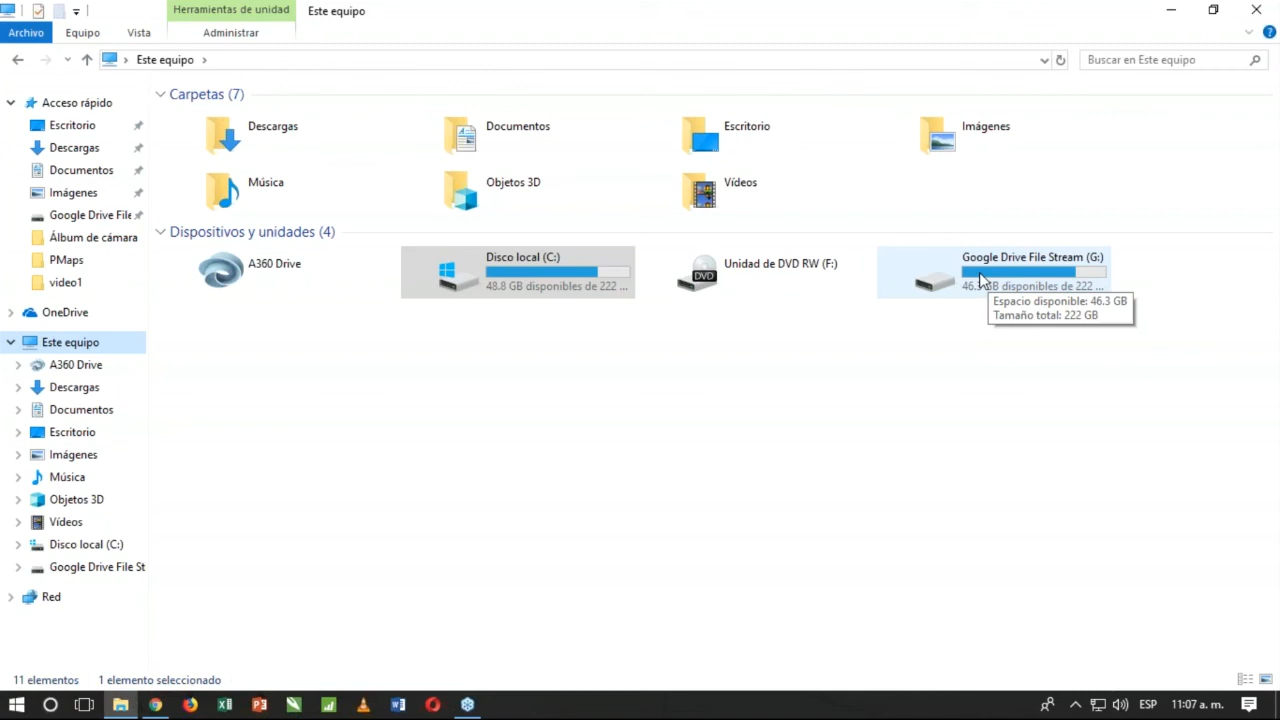 Herramientas de unidad
Este equipo
Archivo
Equipo
Vista
Administrar
Este equipo
Buscar en Este equipo
Acceso rápido
Escritorio
Descargas
Documentos
Imágenes
Google Drive File
Álbum de cámara
PMaps
video1
OneDrive
Este equipo
A360 Drive
Descargas
Documentos
Escritorio
Imágenes
Música
Objetos 3D
Vídeos
Disco local (C:)
Google Drive File St
Red
Carpetas (7)
Descargas
Documentos
Escritorio
Imágenes
Música
Objetos 3D
Vídeos
Dispositivos y unidades (4)
A360 Drive
Disco local (C:)
48.8 GB disponibles de 222 ...
Unidad de DVD RW (F:)
DVD
Google Drive File Stream (G:)
46.3 GB disponibles de 222 ...
Espacio disponible: 46.3 GB
Tamaño total: 222 GB
11 elementos
1 elemento seleccionado
ESP
11:07 a. m.